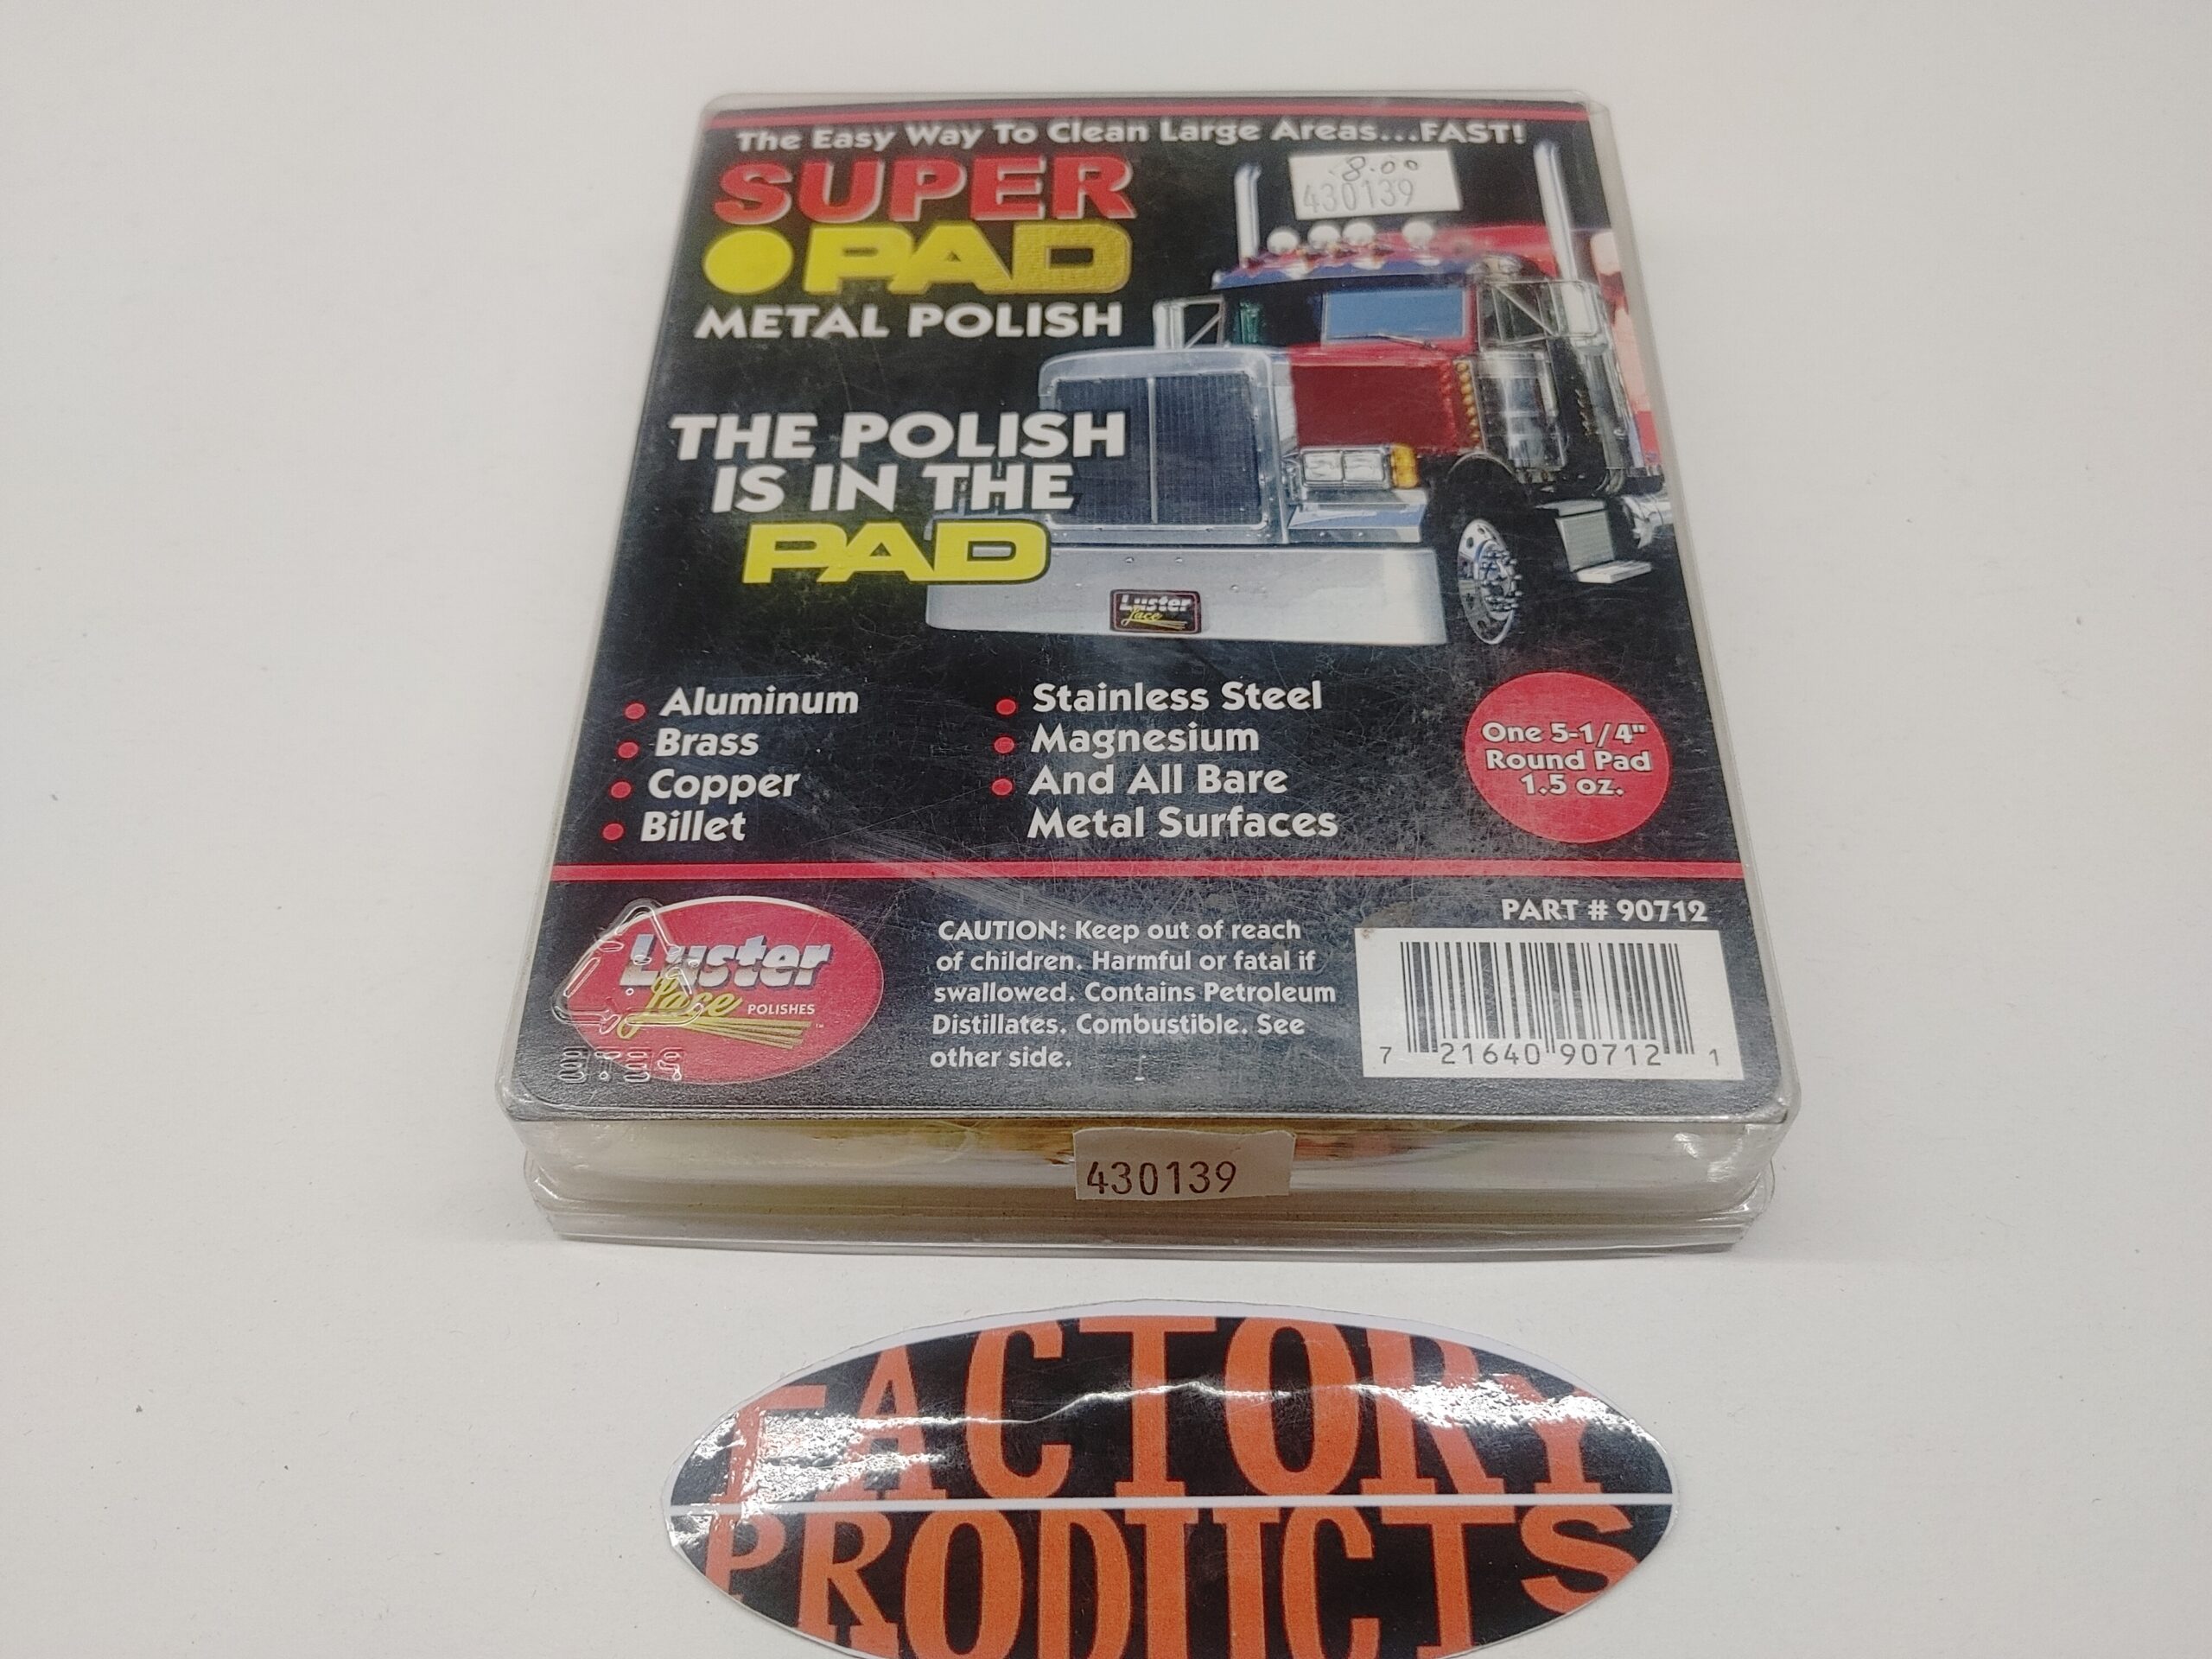 The Easy Way To Clean Large Areas...FAST!
8.00
430139
SUPER
PAD
METAL POLISH
THE POLISH
IS IN THE
PAD
Luster
Lace
Aluminum
Brass
Copper
Billet
Stainless Steel
Magnesium
And All Bare
Metal Surfaces
One 5-1/4"
Round Pad
1.5 oz.
Luster
Lace POLISHES
CAUTION: Keep out of reach
of children. Harmful or fatal if
swallowed. Contains Petroleum
Distillates. Combustible. See
other side.
PART # 90712
7 21640 90712 1
430139
FACTORY
PRODUCTS